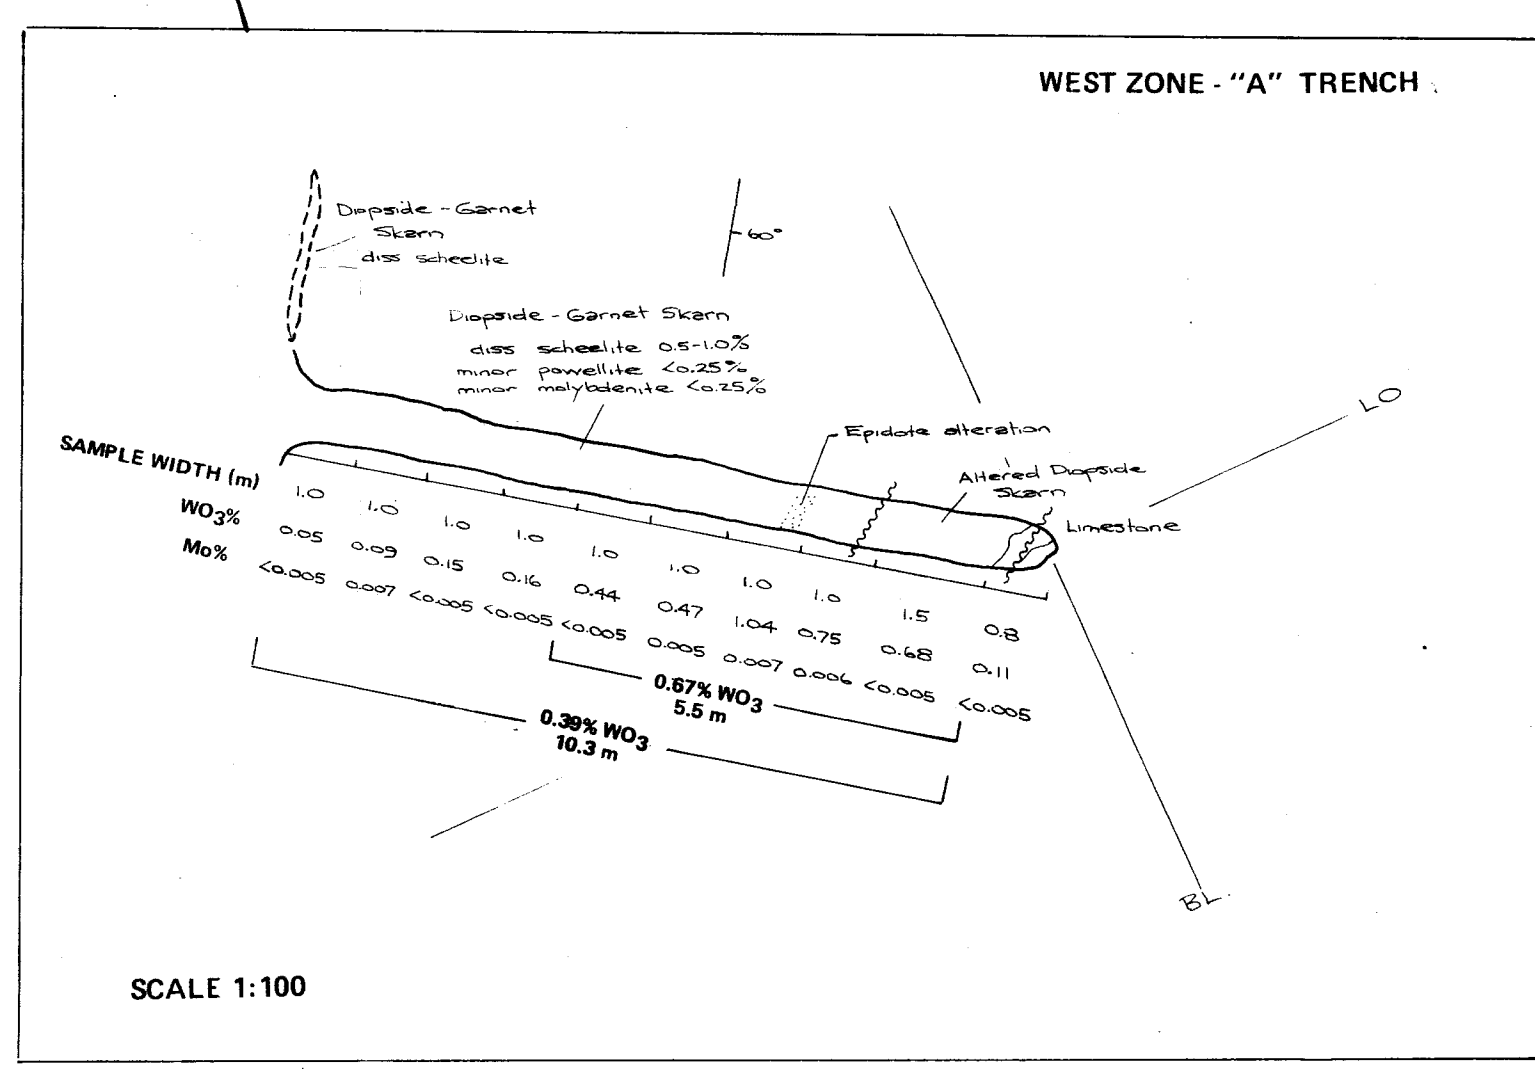 WEST ZONE - "A" TRENCH
Diopside - Garnet
Skarn
diss scheelite
60°
Diopside - Garnet Skarn
diss scheelite 0.5-1.0%
minor powellite <0.25%
minor molybdenite <0.25%
LO
Epidote alteration
Altered Diopside
Skarn
Limestone
SAMPLE WIDTH (m) 1.0 1.0 1.0 1.0 1.0 1.0 1.0 1.0 1.5 0.8
WO3% 0.05 0.09 0.15 0.16 0.44 0.47 1.04 0.75 0.68 0.11
Mo% <0.005 0.007 <0.005 <0.005 <0.005 0.005 0.007 0.006 <0.005 <0.005
0.67% WO3
5.5 m
0.39% WO3
10.3 m
BL.
SCALE 1:100